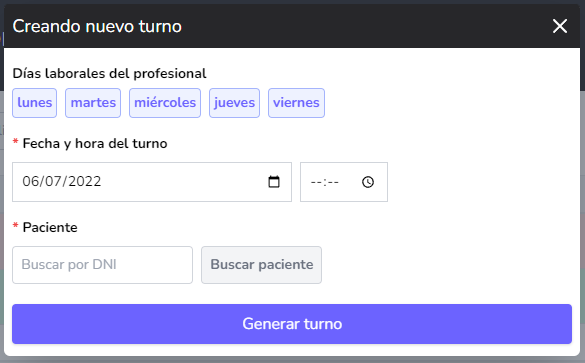 Creando nuevo turno
Días laborales del profesional
lunes martes miércoles jueves viernes
* Fecha y hora del turno
06/07/2022 --:--
* Paciente
Buscar por DNI Buscar paciente
Generar turno